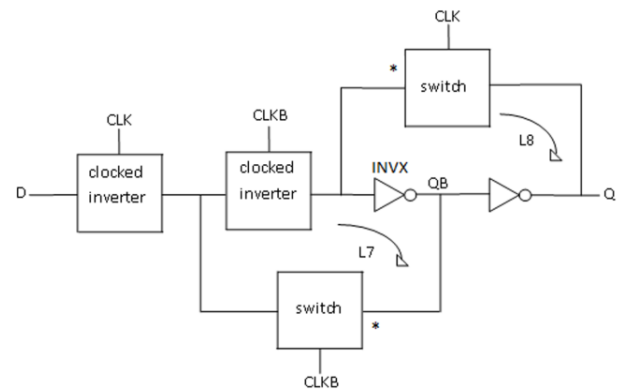 CLK
*
switch
CLK
CLKB
L8
clocked
inverter
clocked
inverter
INVX
D
QB
Q
L7
switch
*
CLKB